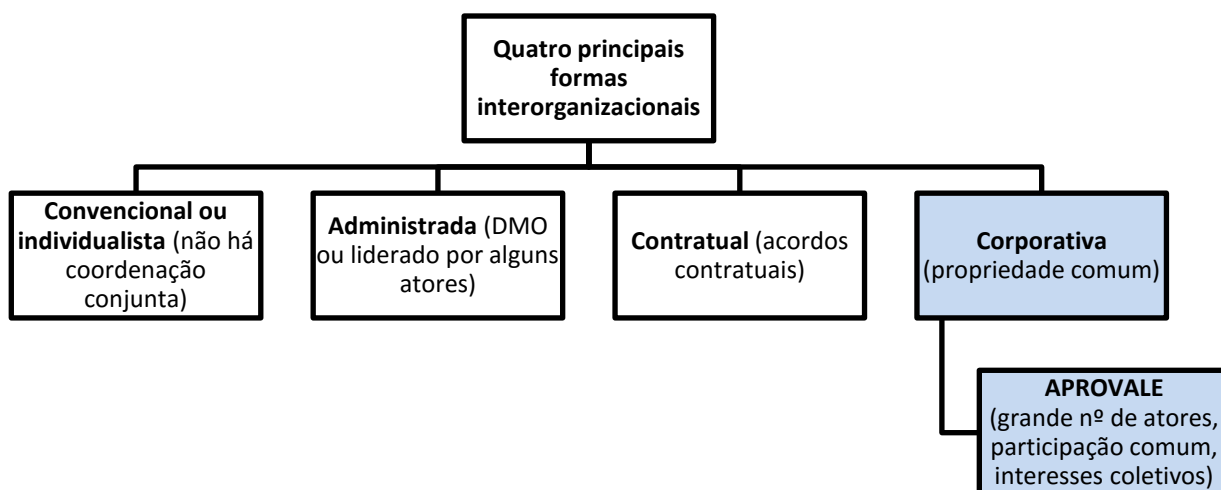 Quatro principais
formas
interorganizacionais
Convencional ou
individualista (não há
coordenação
conjunta)
Administrada (DMO
ou liderado por alguns
atores)
Contratual (acordos
contratuais)
Corporativa
(propriedade comum)
APROVALE
(grande nº de atores,
participação comum,
interesses coletivos)